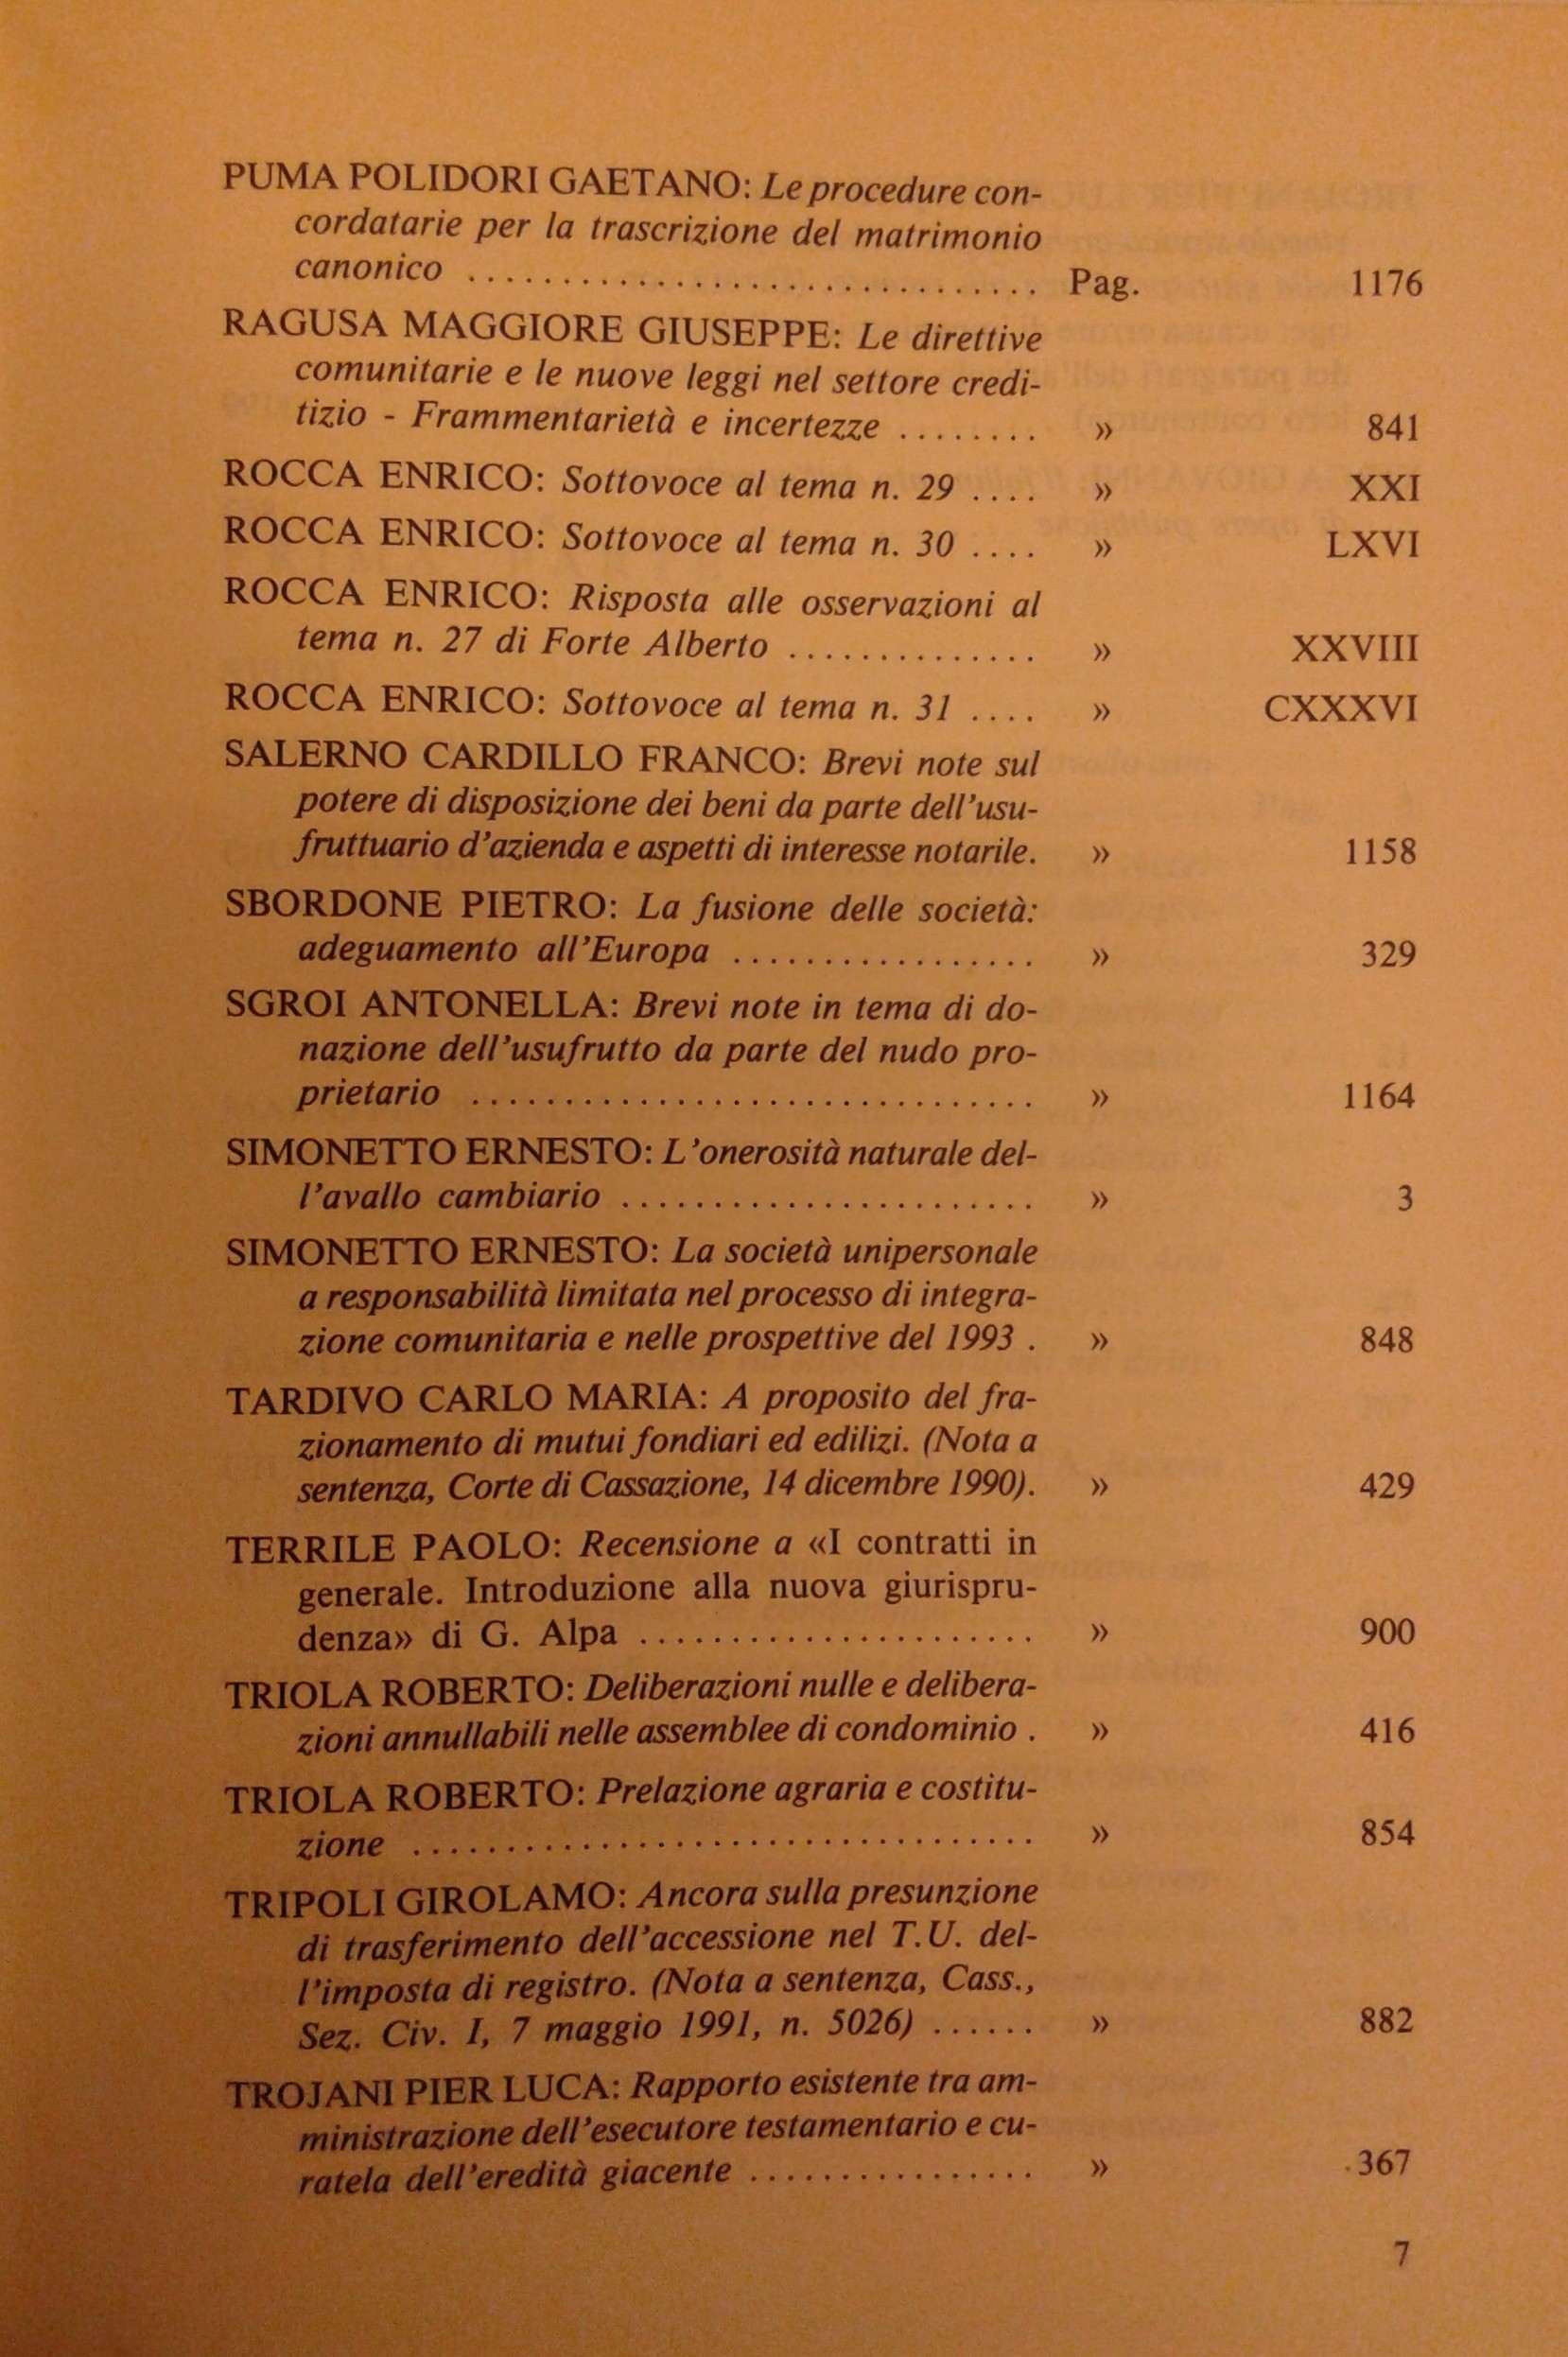 PUMA POLIDORI GAETANO: Le procedure con-
cordatarie per la trascrizione del matrimonio
canonico ................................ Pag. 1176
RAGUSA MAGGIORE GIUSEPPE: Le direttive
comunitarie e le nuove leggi nel settore credi-
tizio - Frammentarietà e incertezze ........ » 841
ROCCA ENRICO: Sottovoce al tema n. 29 .... » XXI
ROCCA ENRICO: Sottovoce al tema n. 30 .... » LXVI
ROCCA ENRICO: Risposta alle osservazioni al
tema n. 27 di Forte Alberto .............. » XXVIII
ROCCA ENRICO: Sottovoce al tema n. 31 .... » CXXXVI
SALERNO CARDILLO FRANCO: Brevi note sul
potere di disposizione dei beni da parte dell'usu-
fruttuario d'azienda e aspetti di interesse notarile. » 1158
SBORDONE PIETRO: La fusione delle società:
adeguamento all'Europa ................. » 329
SGROI ANTONELLA: Brevi note in tema di do-
nazione dell'usufrutto da parte del nudo pro-
prietario ............................... » 1164
SIMONETTO ERNESTO: L'onerosità naturale del-
l'avallo cambiario ....................... » 3
SIMONETTO ERNESTO: La società unipersonale
a responsabilità limitata nel processo di integra-
zione comunitaria e nelle prospettive del 1993 . » 848
TARDIVO CARLO MARIA: A proposito del fra-
zionamento di mutui fondiari ed edilizi. (Nota a
sentenza, Corte di Cassazione, 14 dicembre 1990). » 429
TERRILE PAOLO: Recensione a «I contratti in
generale. Introduzione alla nuova giurispru-
denza» di G. Alpa ...................... » 900
TRIOLA ROBERTO: Deliberazioni nulle e delibera-
zioni annullabili nelle assemblee di condominio . » 416
TRIOLA ROBERTO: Prelazione agraria e costitu-
zione .................................. » 854
TRIPOLI GIROLAMO: Ancora sulla presunzione
di trasferimento dell'accessione nel T.U. del-
l'imposta di registro. (Nota a sentenza, Cass.,
Sez. Civ. I, 7 maggio 1991, n. 5026) ...... » 882
TROJANI PIER LUCA: Rapporto esistente tra am-
ministrazione dell'esecutore testamentario e cu-
ratela dell'eredità giacente ................ » 367
7